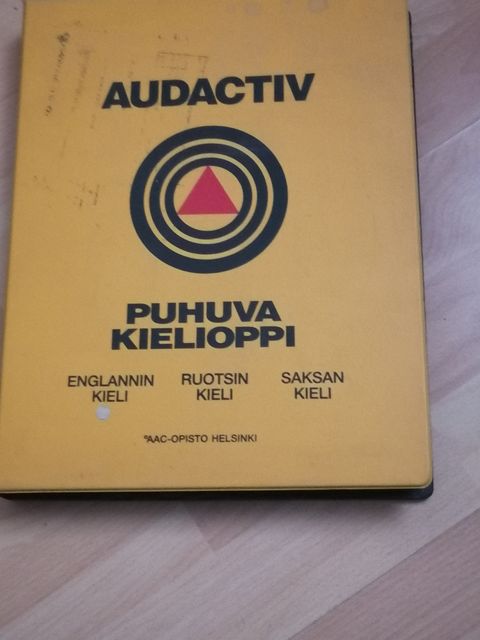 AUDACTIV
PUHUVA
KIELIOPPI
ENGLANNIN KIELI
RUOTSIN KIELI
SAKSAN KIELI
AAC-OPISTO HELSINKI